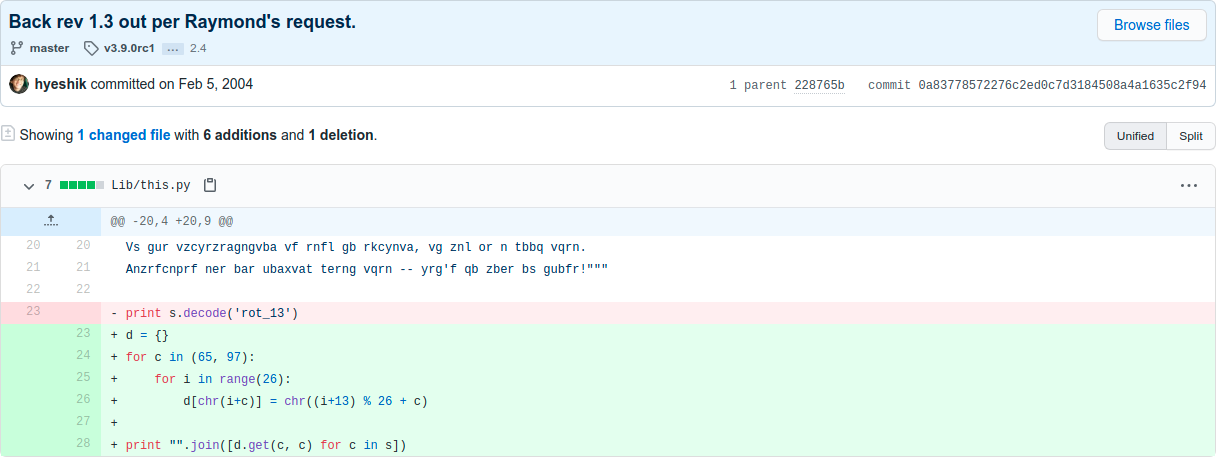 Back rev 1.3 out per Raymond's request.
Browse files
master v3.9.0rc1 ... 2.4
hyeshik committed on Feb 5, 2004
1 parent 228765b commit 0a83778572276c2ed0c7d3184508a4a1635c2f94
Showing 1 changed file with 6 additions and 1 deletion.
Unified Split
7 Lib/this.py
@@ -20,4 +20,9 @@
20 20 Vs gur vzcyrzragngvba vf rnfl gb rkcynva, vg znl or n tbbq vqrn.
21 21 Anzrfcnprf ner bar ubaxvat terng vqrn -- yrg'f qb zber bs gubfr!"""
22 22
23 - print s.decode('rot_13')
23 + d = {}
24 + for c in (65, 97):
25 +     for i in range(26):
26 +         d[chr(i+c)] = chr((i+13) % 26 + c)
27 +
28 + print "".join([d.get(c, c) for c in s])